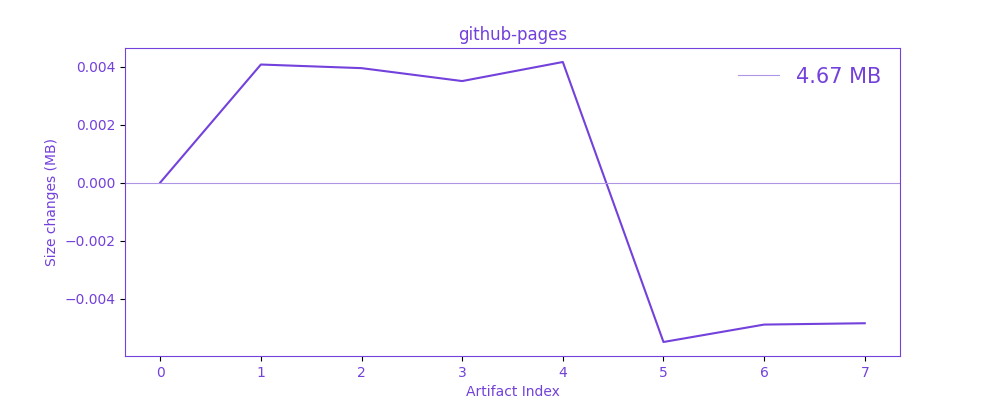 github-pages
4.67 MB
Size changes (MB)
0.004
0.002
0.000
−0.002
−0.004
0 1 2 3 4 5 6 7
Artifact Index